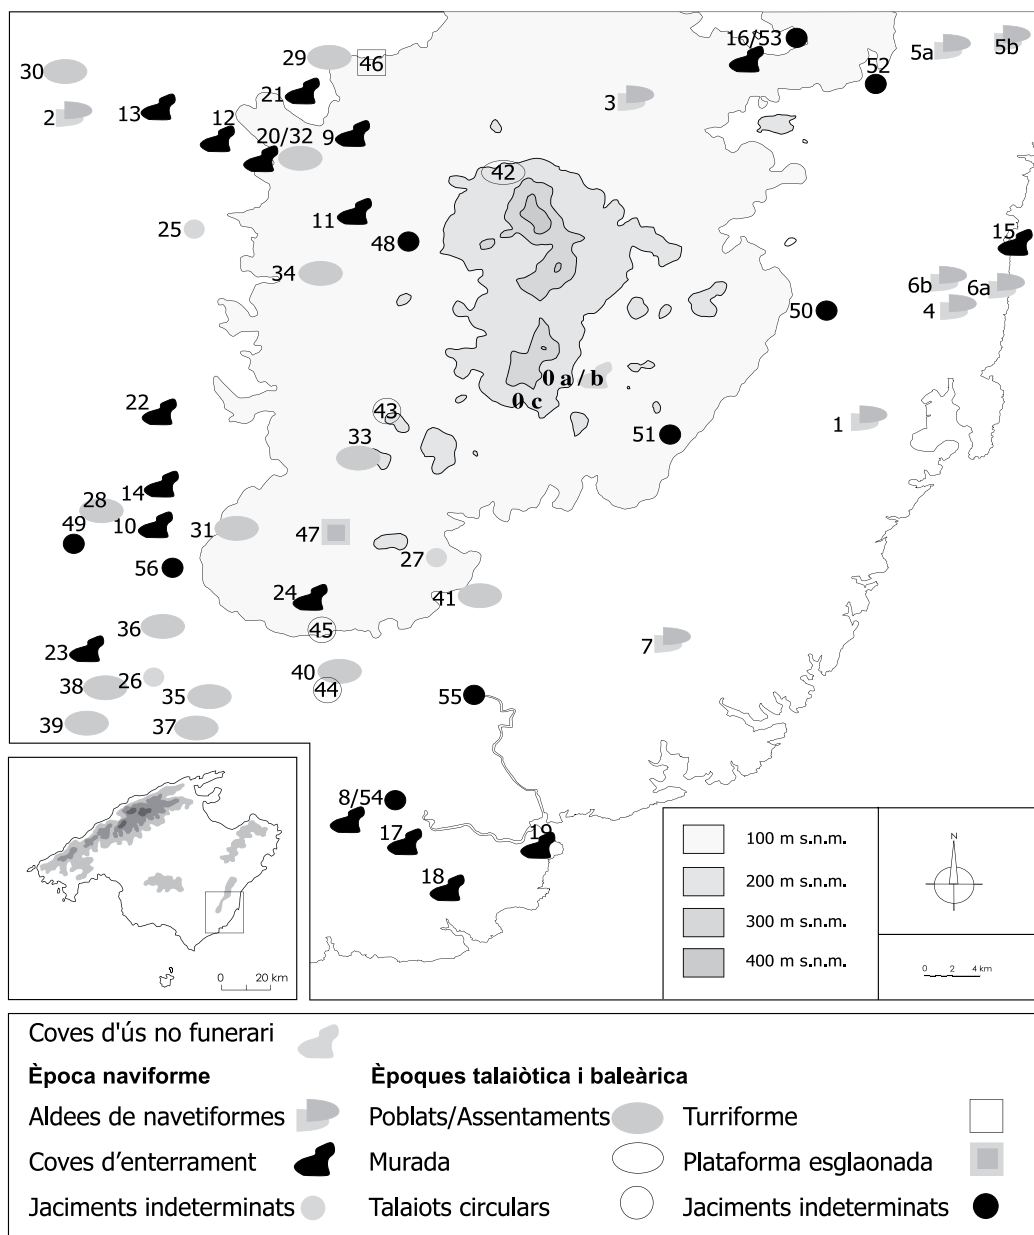 16/53
5b
29
46
5a
30
52
21
2
13
3
12
20/32
9
42
25
11
48
15
34
6b
6a
50
4
0 a / b
0 c
22
43
1
33
51
14
28
49
10
31
47
27
56
24
41
36
45
7
23
26
40
38
35
44
55
39
37
8/54
17
19
18
0 20 km
100 m s.n.m.
200 m s.n.m.
300 m s.n.m.
400 m s.n.m.
N
0 2 4 km
Coves d'ús no funerari
Època naviforme Èpoques talaiòtica i baleàrica
Aldees de navetiformes Poblats/Assentaments Turriforme
Coves d'enterrament Murada Plataforma esglaonada
Jaciments indeterminats Talaiots circulars Jaciments indeterminats